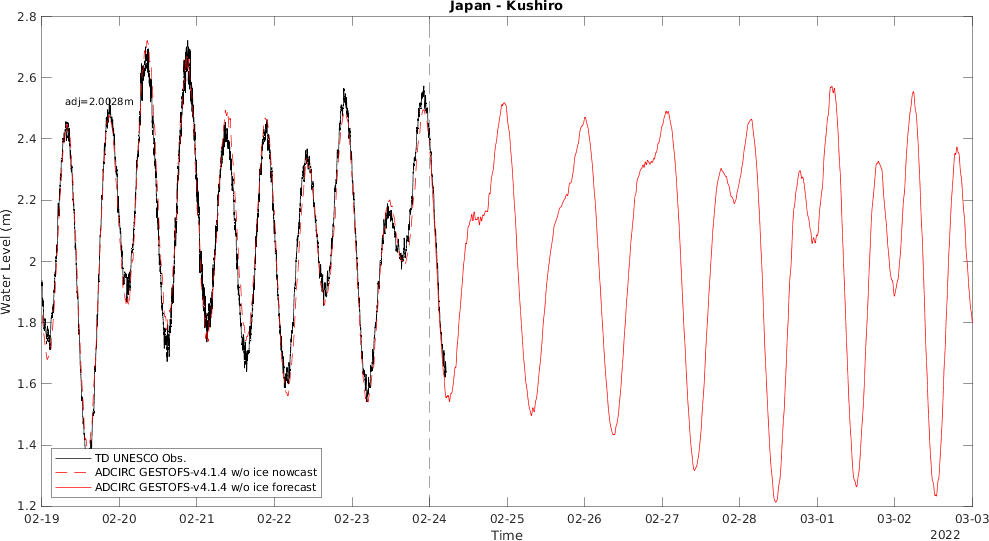 Japan - Kushiro
2.8
2.6
2.4
2.2
2
1.8
1.6
1.4
1.2
Water Level (m)
adj=2.0028m
TD UNESCO Obs.
ADCIRC GESTOFS-v4.1.4 w/o ice nowcast
ADCIRC GESTOFS-v4.1.4 w/o ice forecast
02-19 02-20 02-21 02-22 02-23 02-24 02-25 02-26 02-27 02-28 03-01 03-02 03-03
Time
2022